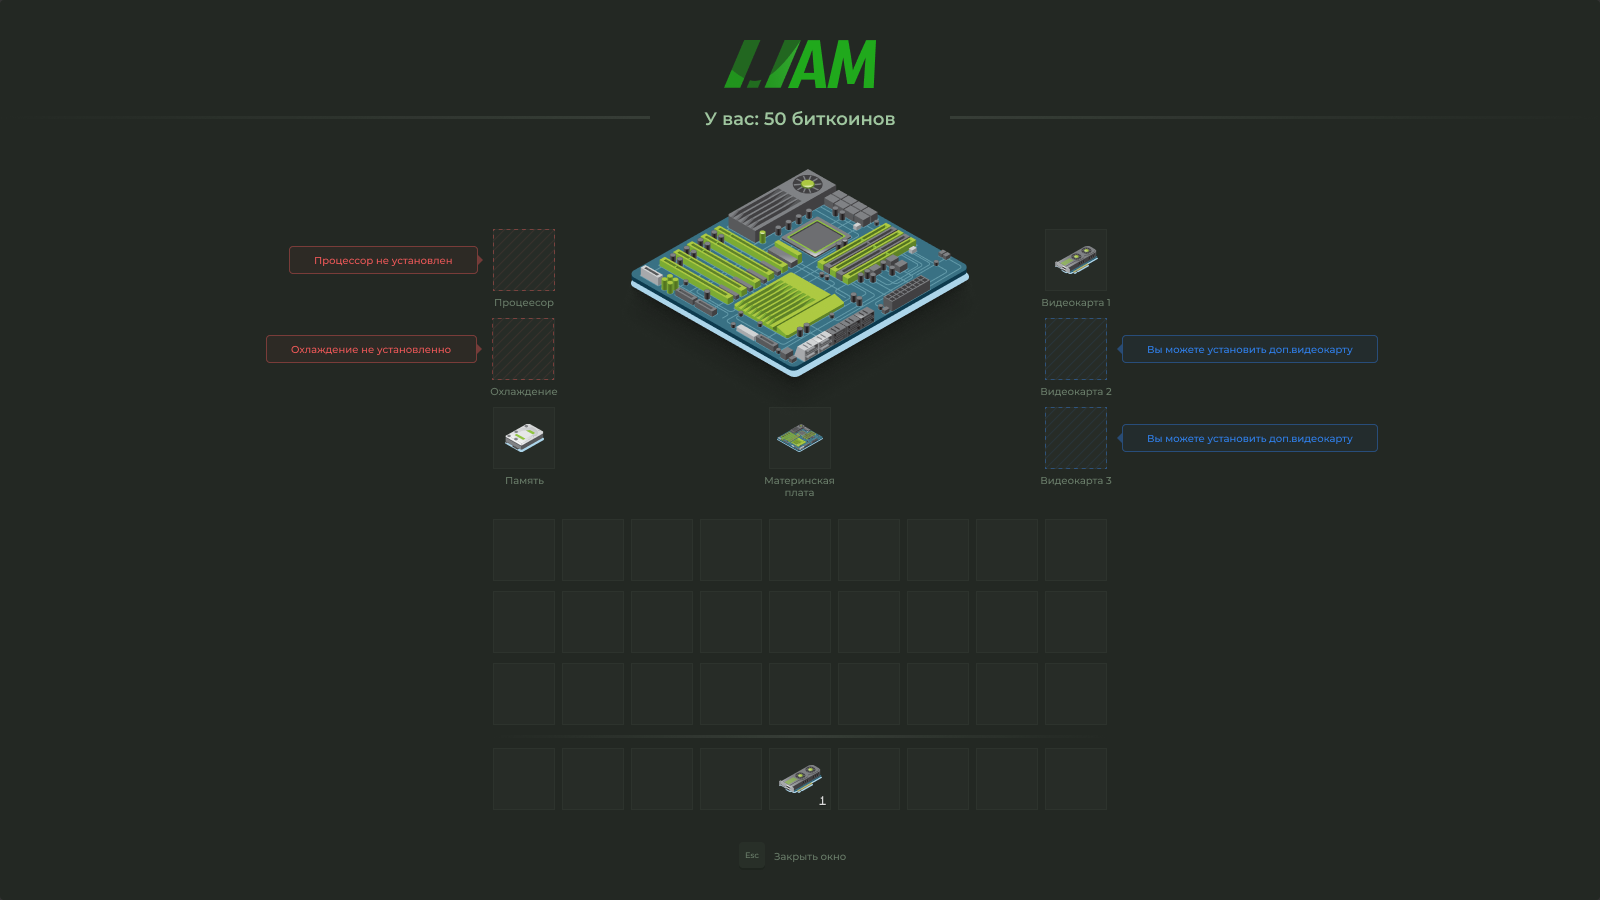 AM
У вас: 50 биткоинов
Процессор не установлен
Процеесор
Видеокарта 1
Охлаждение не установленно
Охлаждение
Вы можете установить доп.видеокарту
Видеокарта 2
Память
Материнская
плата
Вы можете установить доп.видеокарту
Видеокарта 3
1
Esc
Закрыть окно